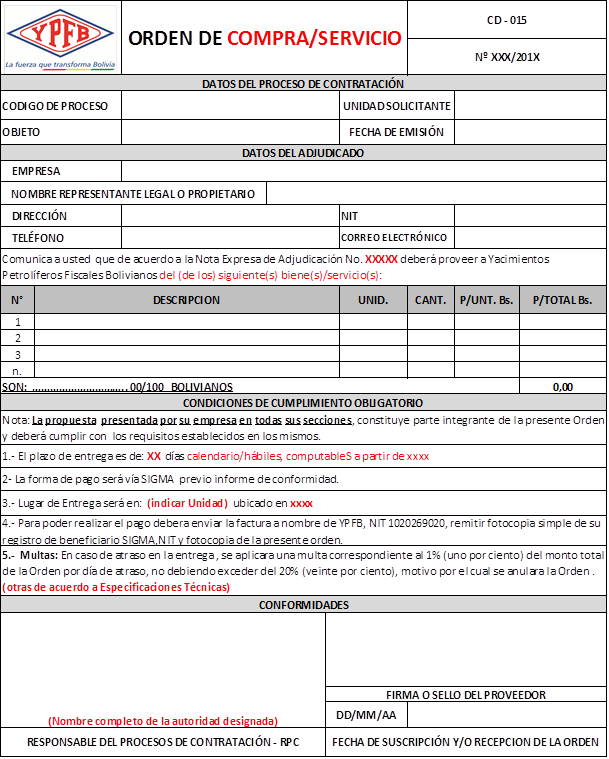 YPFB
La fuerza que transforma Bolivia
ORDEN DE COMPRA/SERVICIO
CD - 015
Nº XXX/201X
DATOS DEL PROCESO DE CONTRATACIÓN
CODIGO DE PROCESO
UNIDAD SOLICITANTE
OBJETO
FECHA DE EMISIÓN
DATOS DEL ADJUDICADO
EMPRESA
NOMBRE REPRESENTANTE LEGAL O PROPIETARIO
DIRECCIÓN
NIT
TELÉFONO
CORREO ELECTRÓNICO
Comunica a usted que de acuerdo a la Nota Expresa de Adjudicación No. XXXXX deberá proveer a Yacimientos
Petrolíferos Fiscales Bolivianos del (de los) siguiente(s) biene(s)/servicio(s):
N° DESCRIPCION UNID. CANT. P/UNT. Bs. P/TOTAL Bs.
1
2
3
n.
SON: ................................ 00/100 BOLIVIANOS 0,00
CONDICIONES DE CUMPLIMIENTO OBLIGATORIO
Nota: La propuesta presentada por su empresa en todas sus secciones, constituye parte integrante de la presente Orden
y deberá cumplir con los requisitos establecidos en los mismos.
1.- El plazo de entrega es de: XX días calendario/hábiles, computableS a partir de xxxx
2- La forma de pago será vía SIGMA previo informe de conformidad.
3.- Lugar de Entrega será en: (indicar Unidad) ubicado en xxxx
4.- Para poder realizar el pago debera enviar la factura a nombre de YPFB, NIT 1020269020, remitir fotocopia simple de su
registro de beneficiario SIGMA,NIT y fotocopia de la presente orden.
5.- Multas: En caso de atraso en la entrega , se aplicara una multa correspondiente al 1% (uno por ciento) del monto total
de la Orden por día de atraso, no debiendo exceder del 20% (veinte por ciento), motivo por el cual se anulara la Orden .
(otras de acuerdo a Especificaciones Técnicas)
CONFORMIDADES
FIRMA O SELLO DEL PROVEEDOR
(Nombre completo de la autoridad designada)
DD/MM/AA
RESPONSABLE DEL PROCESOS DE CONTRATACIÓN - RPC
FECHA DE SUSCRIPCIÓN Y/O RECEPCION DE LA ORDEN